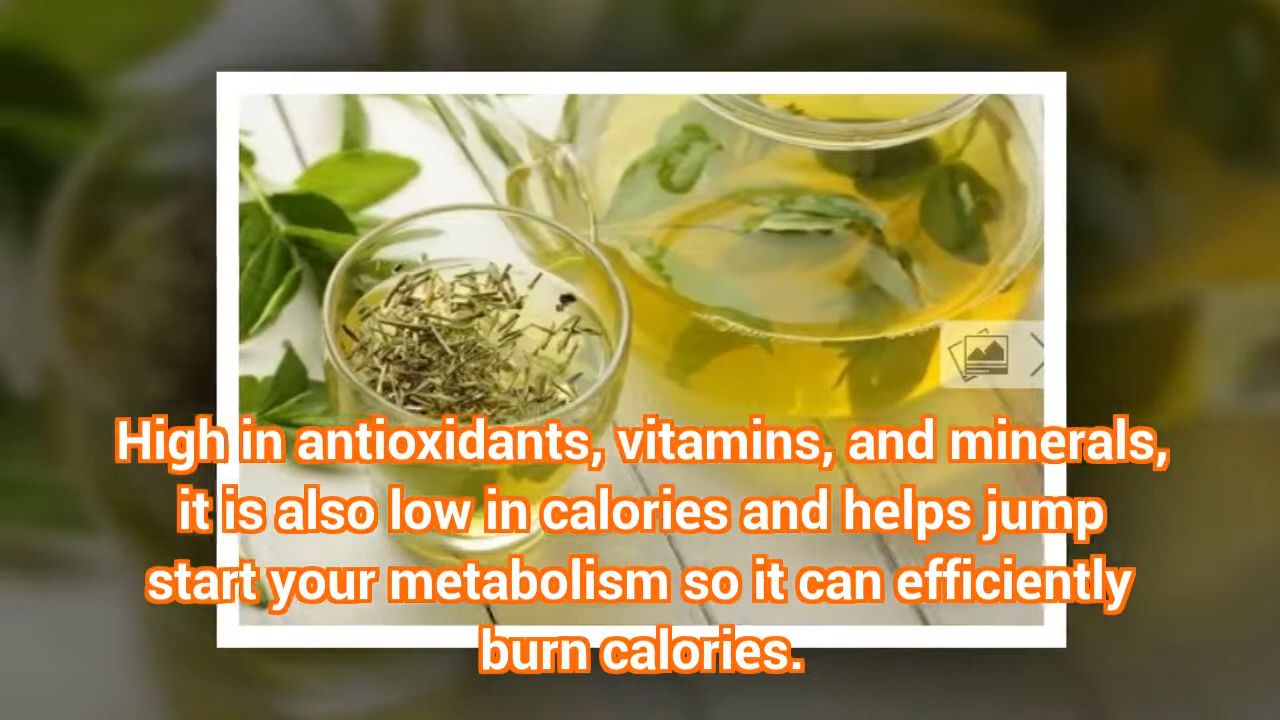 High in antioxidants, vitamins, and minerals,
it is also low in calories and helps jump
start your metabolism so it can efficiently
burn calories.